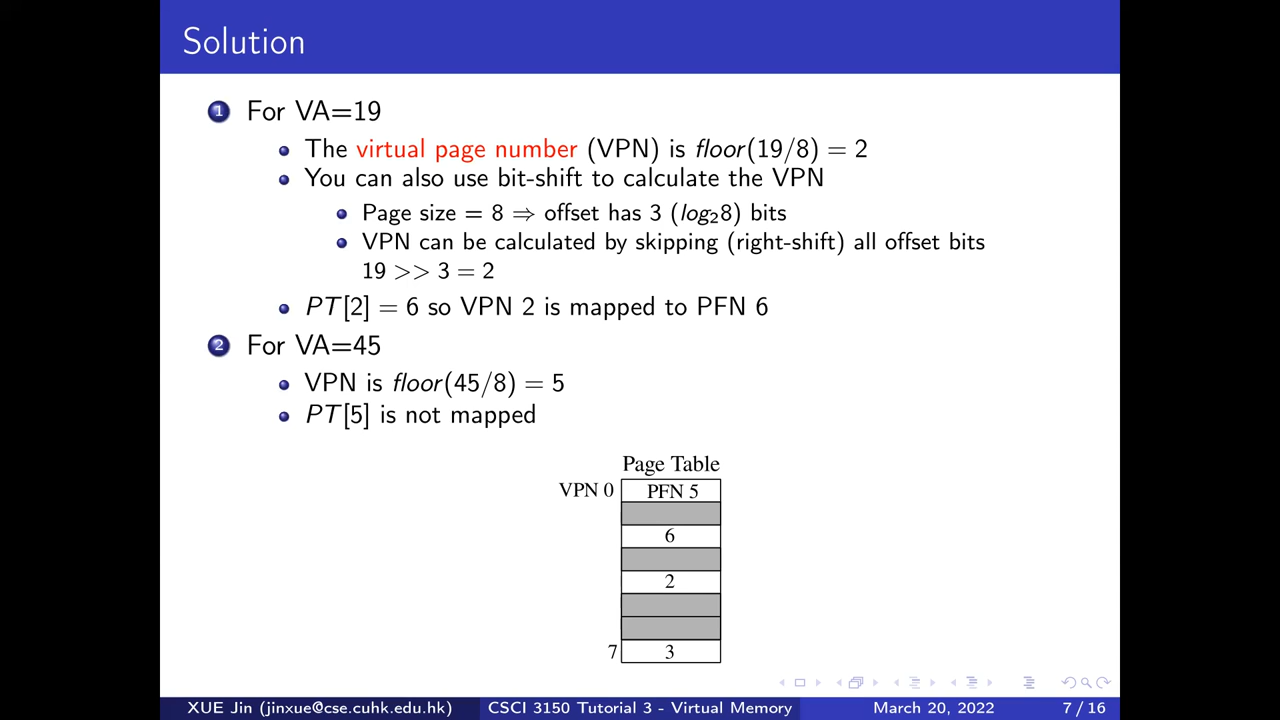 Solution
1 For VA=19
The virtual page number (VPN) is floor(19/8) = 2
You can also use bit-shift to calculate the VPN
Page size = 8 ⇒ offset has 3 (log₂8) bits
VPN can be calculated by skipping (right-shift) all offset bits
19 >> 3 = 2
PT[2] = 6 so VPN 2 is mapped to PFN 6
2 For VA=45
VPN is floor(45/8) = 5
PT[5] is not mapped
Page Table
VPN 0 PFN 5
6
2
7 3
XUE Jin (jinxue@cse.cuhk.edu.hk) CSCI 3150 Tutorial 3 - Virtual Memory March 20, 2022 7 / 16